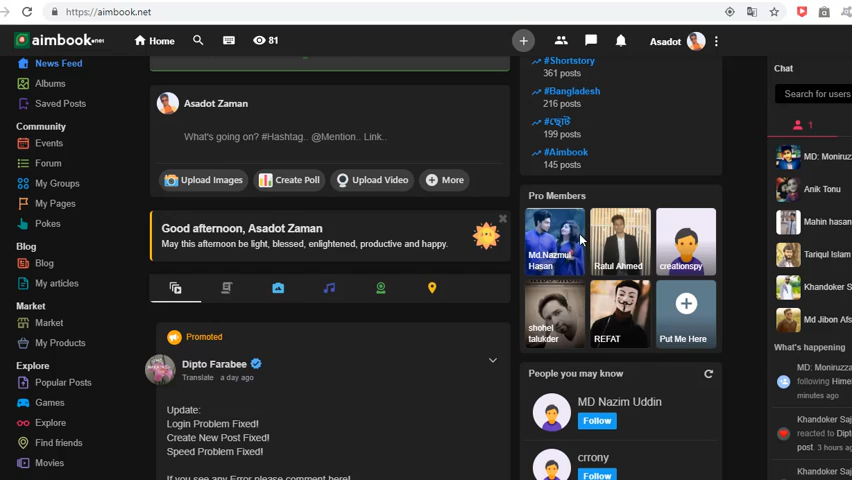 https://aimbook.net
aimbook.net
Home
81
Asadot
News Feed
Albums
Saved Posts
Community
Events
Forum
My Groups
My Pages
Pokes
Blog
Blog
My articles
Market
Market
My Products
Explore
Popular Posts
Games
Explore
Find friends
Movies
Asadot Zaman
What's going on? #Hashtag.. @Mention.. Link..
Upload Images
Create Poll
Upload Video
More
Good afternoon, Asadot Zaman
May this afternoon be light, blessed, enlightened, productive and happy.
Promoted
Dipto Farabee
Translate a day ago
Update:
Login Problem Fixed!
Create New Post Fixed!
Speed Problem Fixed!
If you see any Error please comment here!
#Shortstory
361 posts
#Bangladesh
216 posts
#ছোট
199 posts
#Aimbook
145 posts
Pro Members
Md.Nazmul
Hasan
Ratul Ahmed
creationspy
shohel
talukder
REFAT
Put Me Here
People you may know
MD Nazim Uddin
Follow
crrony
Follow
Chat
Search for users
1
MD: Moniruzz
Anik Tonu
Mahin hasan
Tariqul Islam
Khandoker Sa
Md Jibon Afs
What's happening
MD: Moniruzza
following Hime
minutes ago
Khandoker Saj
reacted to Dipt
post. 3 hours ag
Khandoker Saj